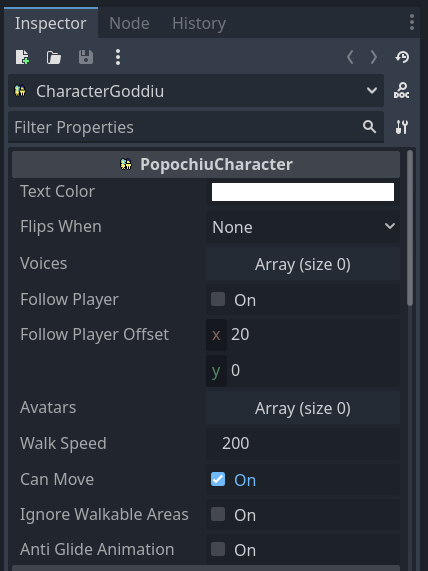 Inspector Node History
CharacterGoddiu
DOC
Filter Properties
PopochiuCharacter
Text Color
Flips When None
Voices Array (size 0)
Follow Player On
Follow Player Offset x 20
y 0
Avatars Array (size 0)
Walk Speed 200
Can Move On
Ignore Walkable Areas On
Anti Glide Animation On